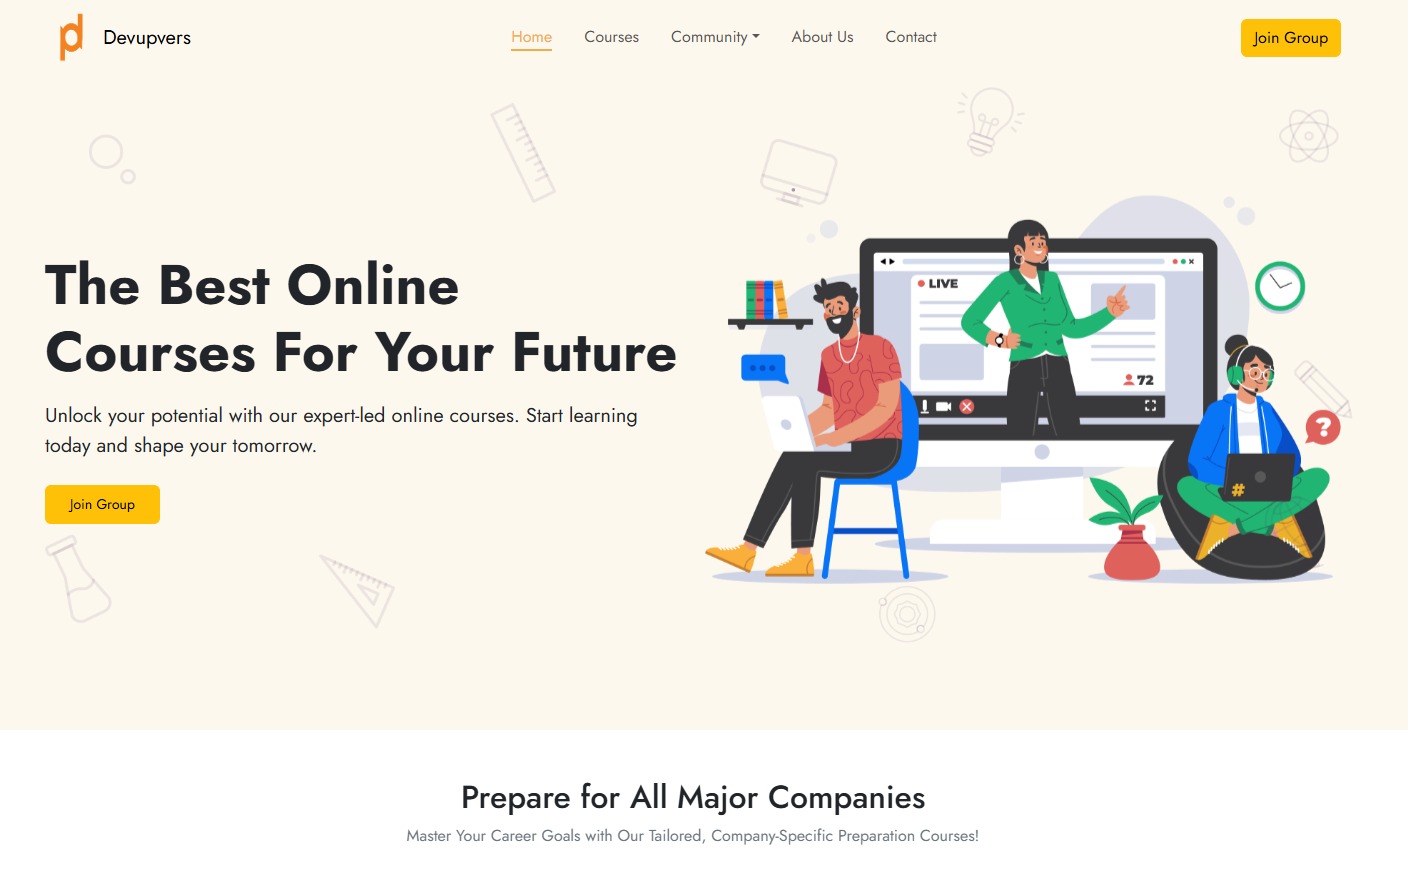 Devupvers
Home
Courses
Community
About Us
Contact
Join Group
The Best Online
Courses For Your Future
Unlock your potential with our expert-led online courses. Start learning
today and shape your tomorrow.
Join Group
LIVE
72
?
#
Prepare for All Major Companies
Master Your Career Goals with Our Tailored, Company-Specific Preparation Courses!